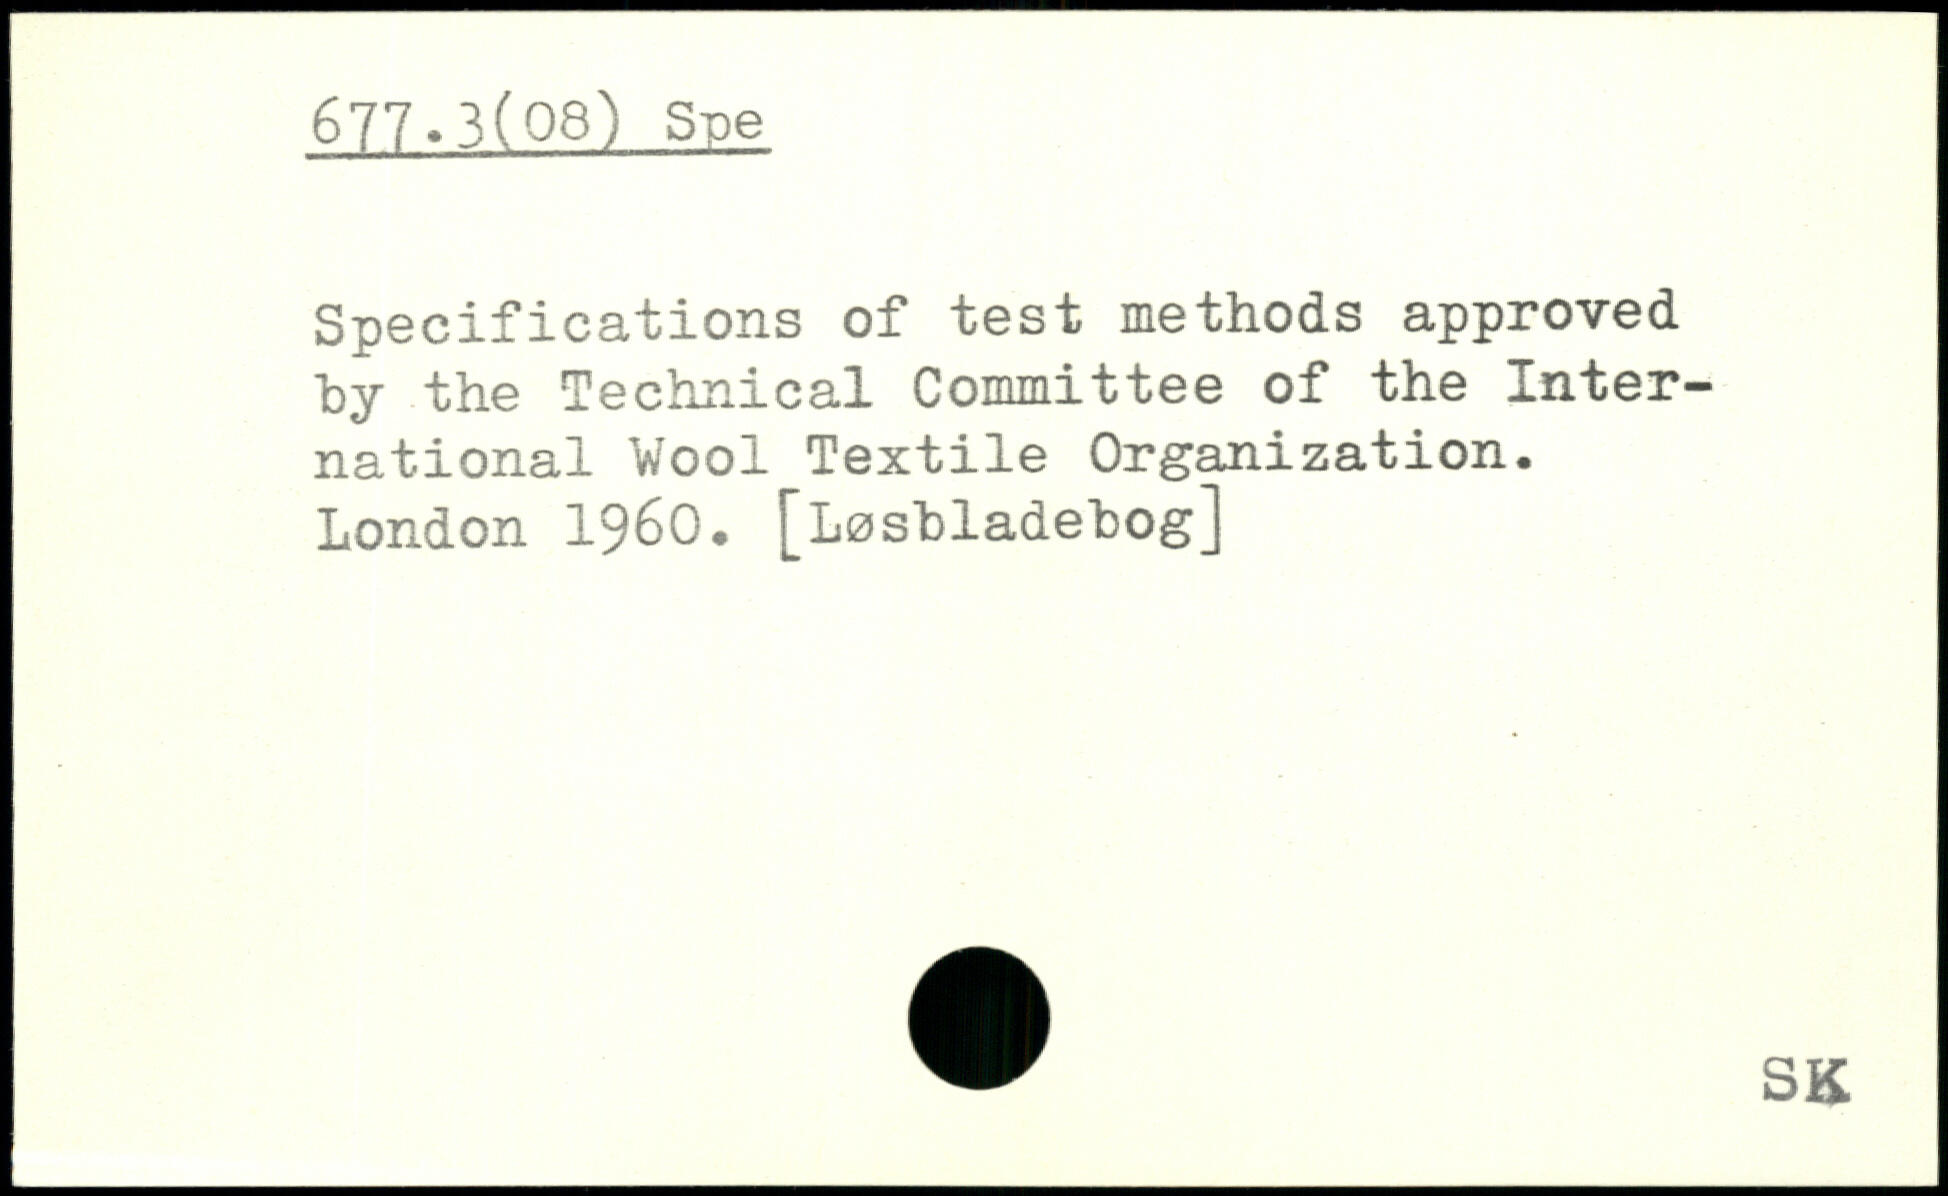 677.3(08) Spe
Specifications of test methods approved
by the Technical Committee of the Inter-
national Wool Textile Organization.
London 1960. [Løsbladebog]
SK